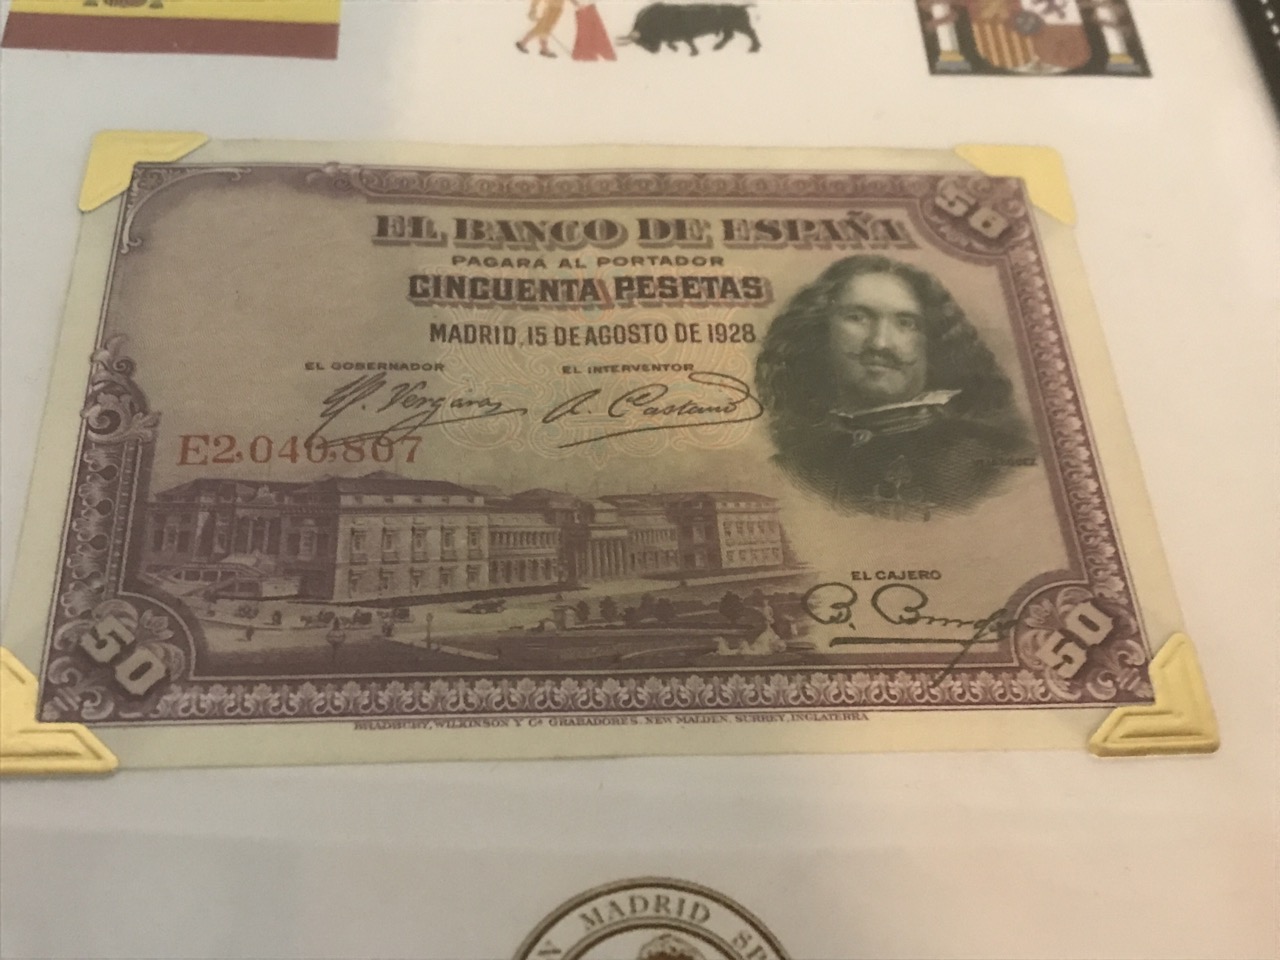 50
EL BANCO DE ESPAÑA
PAGARÁ AL PORTADOR
CINCUENTA PESETAS
MADRID, 15 DE AGOSTO DE 1928
EL GOBERNADOR
EL INTERVENTOR
E2,040,807
EL CAJERO
50
50
BRADBURY, WILKINSON Y Cª GRABADORES. NEW MALDEN. SURREY, INGLATERRA
MADRID